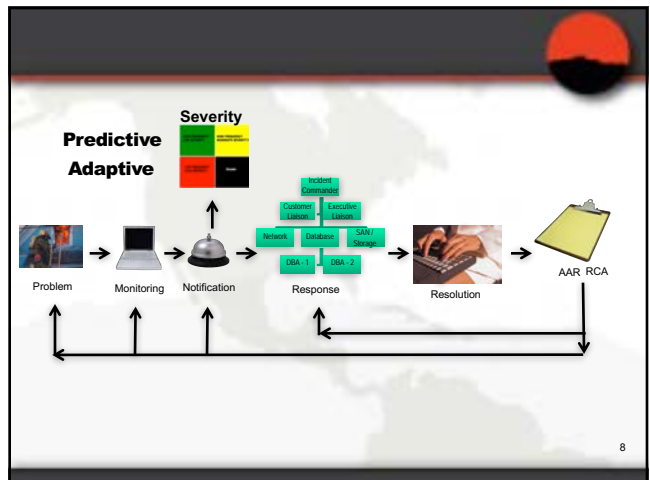 Severity
Predictive
Adaptive
Incident
Commander
Customer
Liaison
Executive
Liaison
Network
Database
SAN /
Storage
DBA - 1
DBA - 2
Problem
Monitoring
Notification
Response
Resolution
AAR RCA
8